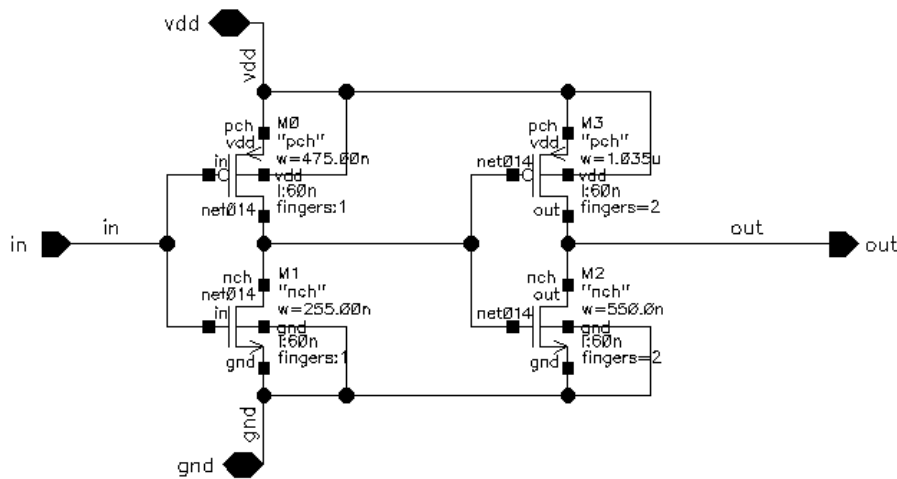 vdd
vdd
pch
vdd
in
vdd
net014
M0
"pch"
w=475.00n
l:60n
fingers:1
pch
vdd
net014
vdd
out
M3
"pch"
w=1.035u
l:60n
fingers=2
in
in
out
out
nch
net014
in
gnd
gnd
M1
"nch"
w=255.00n
l:60n
fingers:1
nch
out
net014
gnd
gnd
M2
"nch"
w=550.0n
l:60n
fingers=2
gnd
gnd